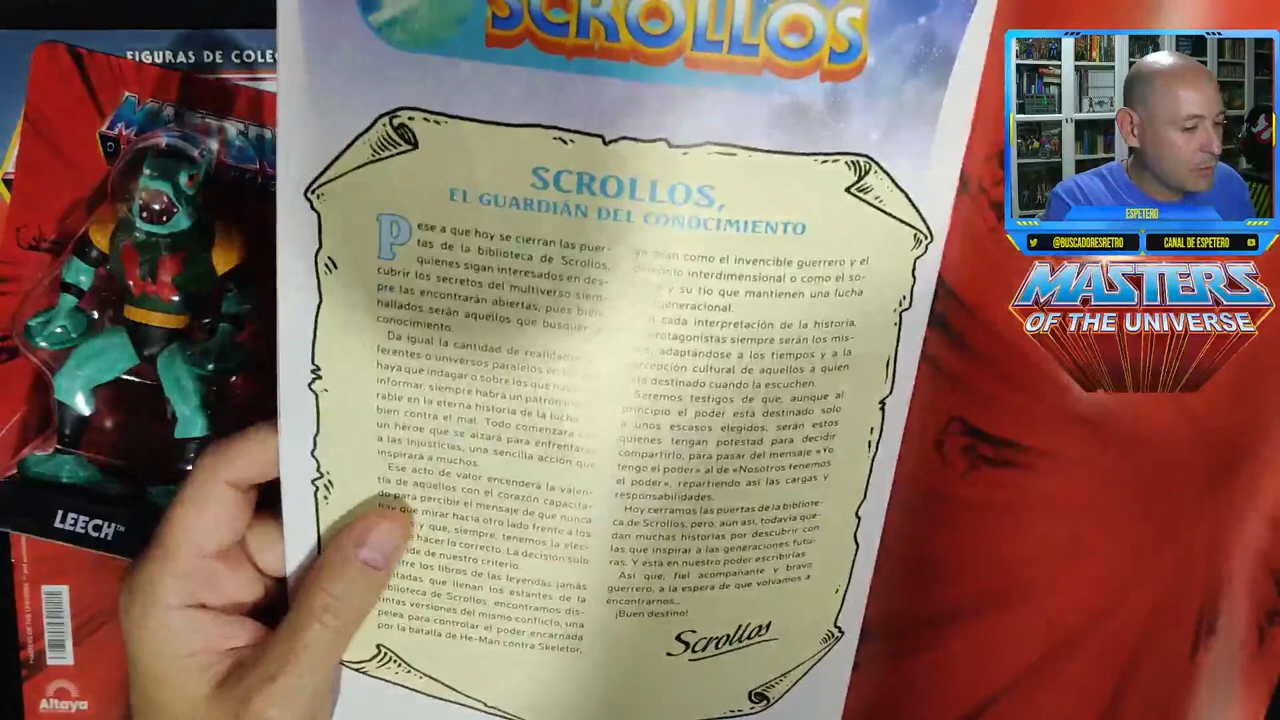 FIGURAS DE COLEC
SCROLLOS
SCROLLOS,
EL GUARDIÁN DEL CONOCIMIENTO
Pese a que hoy se cierran las puer-
tas de la biblioteca de Scrollos,
quienes sigan interesados en des-
cubrir los secretos del multiverso siem-
pre las encontrarán abiertas, pues bien
hallados serán aquellos que busquen
conocimiento.
Da igual la cantidad de realidades
ferentes o universos paralelos en
haya que indagar o sobre los que
informar, siempre habrá un patrón
rable en la eterna historia de la lucha
bien contra el mal. Todo comenzará
un héroe que se alzará para enfrentar
a las injusticias, una sencilla acción que
inspirará a muchos.
Ese acto de valor encenderá la valen-
tía de aquellos con el corazón capacita-
do para percibir el mensaje de que nunca
hay que mirar hacia otro lado frente a los
y que, siempre, tenemos la elec-
hacer lo correcto. La decisión solo
de de nuestro criterio.
tre los libros de las leyendas jamás
tadas que llenan los estantes de la
biblioteca de Scrollos, encontramos dis-
tintas versiones del mismo conflicto, una
pelea para controlar el poder encarnada
por la batalla de He-Man contra Skeletor,
ya sean como el invencible guerrero y el
demonio interdimensional o como el so-
y su tío que mantienen una lucha
generacional.
cada interpretación de la historia,
protagonistas siempre serán los mis-
adaptándose a los tiempos y a la
percepción cultural de aquellos a quien
destinado cuando la escuchen.
Seremos testigos de que, aunque al
principio el poder está destinado solo
a unos escasos elegidos, serán estos
quienes tengan potestad para decidir
compartirlo, para pasar del mensaje «Yo
tengo el poder» al de «Nosotros tenemos
el poder», repartiendo así las cargas y
responsabilidades.
Hoy cerramos las puertas de la bibliote-
ca de Scrollos, pero, aun así, todavía que-
dan muchas historias por descubrir con
las que inspirar a las generaciones futu-
ras. Y está en nuestro poder escribirlas
Así que, fiel acompañante y bravo
guerrero, a la espera de que volvamos a
encontrarnos...
¡Buen destino!
Scrollos
LEECH™
Altaya
ESPETERO
@BUSCADORESRETRO
CANAL DE ESPETERO
MASTERS
OF THE UNIVERSE